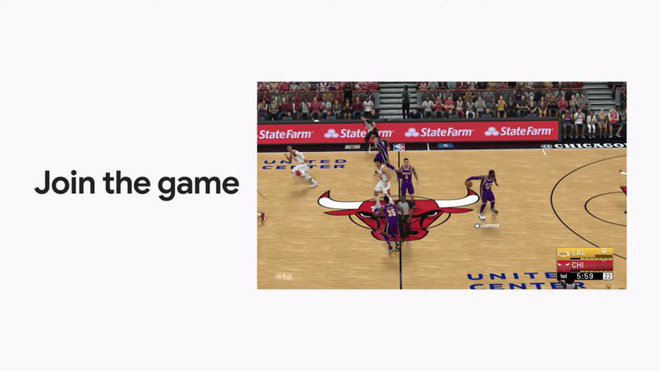 Join the game
StateFarm StateFarm StateFarm StateFarm
CHICAGO
UNITED
CENTER
James
LAL 0
CHI
1st 5:59 22
UNITED
CENTER